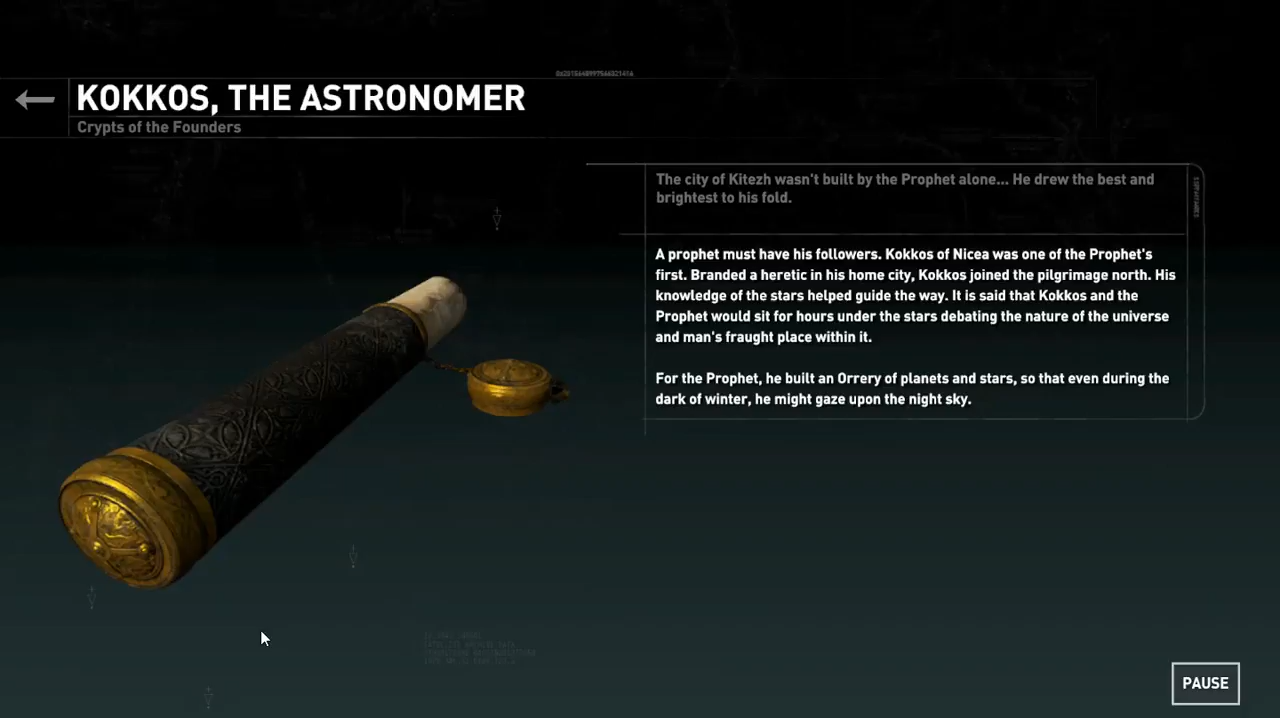 KOKKOS, THE ASTRONOMER
Crypts of the Founders
The city of Kitezh wasn't built by the Prophet alone... He drew the best and
brightest to his fold.
A prophet must have his followers. Kokkos of Nicea was one of the Prophet's
first. Branded a heretic in his home city, Kokkos joined the pilgrimage north. His
knowledge of the stars helped guide the way. It is said that Kokkos and the
Prophet would sit for hours under the stars debating the nature of the universe
and man's fraught place within it.
For the Prophet, he built an Orrery of planets and stars, so that even during the
dark of winter, he might gaze upon the night sky.
PAUSE